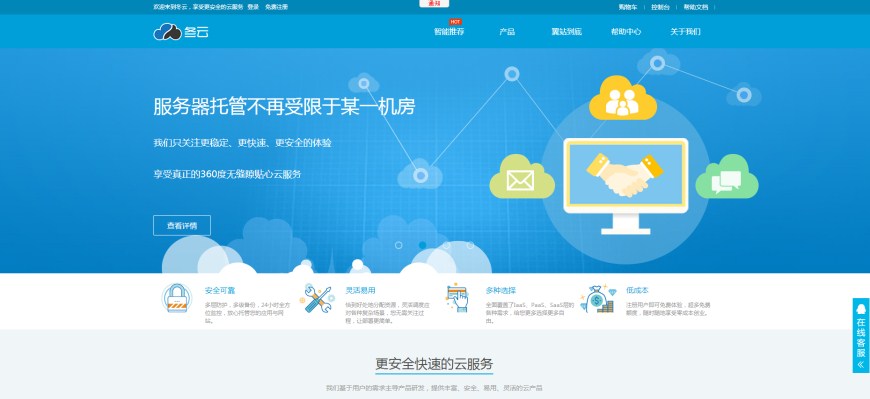 欢迎来到冬云，享受更安全的云服务 登录 免费注册
通知
购物车 控制台 帮助文档
冬云
HOT
智能推荐 产品 翼站到底 帮助中心 关于我们
服务器托管不再受限于某一机房
我们只关注更稳定、更快速、更安全的体验
享受真正的360度无缝隙贴心云服务
查看详情
安全可靠
多层防护，多级备份，24小时全方
位监控，放心托管您的应用与网
站。
灵活易用
恰到好处地分配资源，灵活调度应
对各种复杂场景，您无需关注过
程，让部署更简单。
多种选择
全面覆盖了IaaS、PaaS、SaaS层的
各种需求，给您更多选择更多自
由。
低成本
注册用户即可免费体验，超多免费
额度，随时随地享受零成本创业。
在线客服
更安全快速的云服务
我们基于用户的需求主导产品研发，提供丰富、安全、易用、灵活的云产品